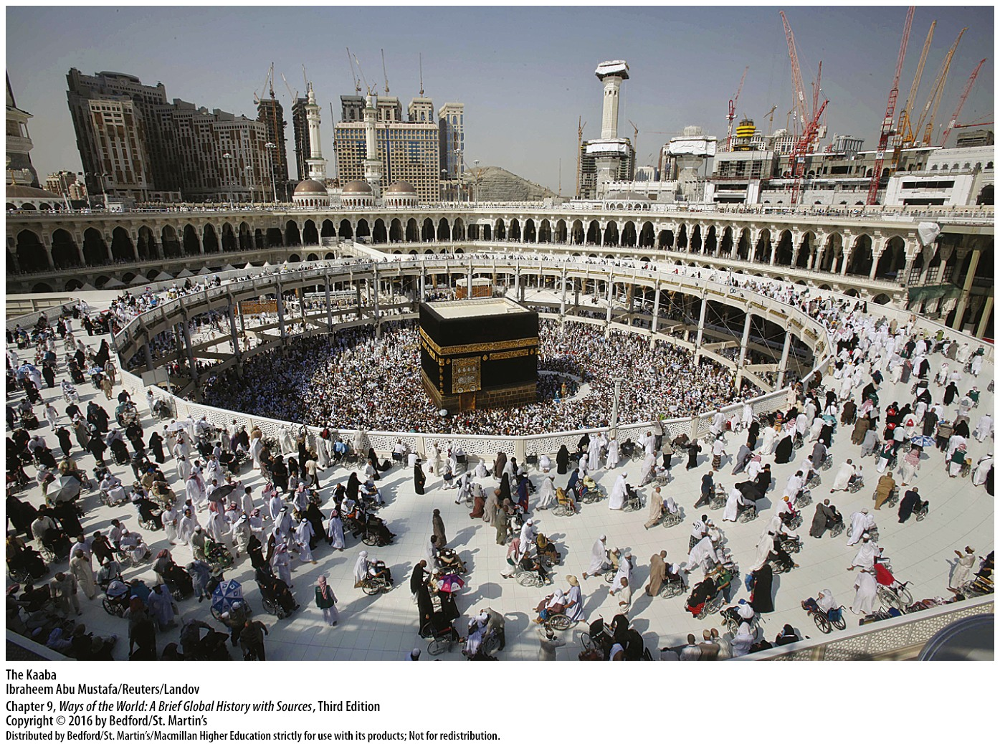 The Kaaba
Ibraheem Abu Mustafa/Reuters/Landov
Chapter 9, Ways of the World: A Brief Global History with Sources, Third Edition
Copyright © 2016 by Bedford/St. Martin's
Distributed by Bedford/St. Martin's/Macmillan Higher Education strictly for use with its products; Not for redistribution.